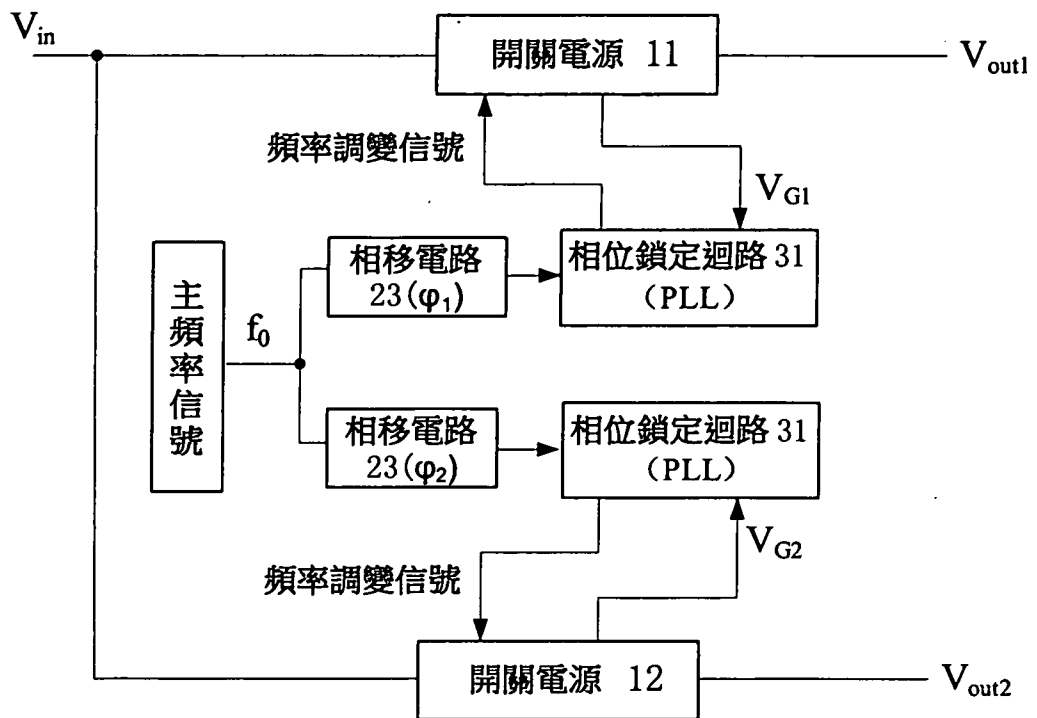 V_in
開關電源 11
V_out1
頻率調變信號
V_G1
相移電路
23(φ₁)
相位鎖定迴路 31
（PLL）
主頻率信號
f₀
相移電路
23(φ₂)
相位鎖定迴路 31
（PLL）
V_G2
頻率調變信號
開關電源 12
V_out2